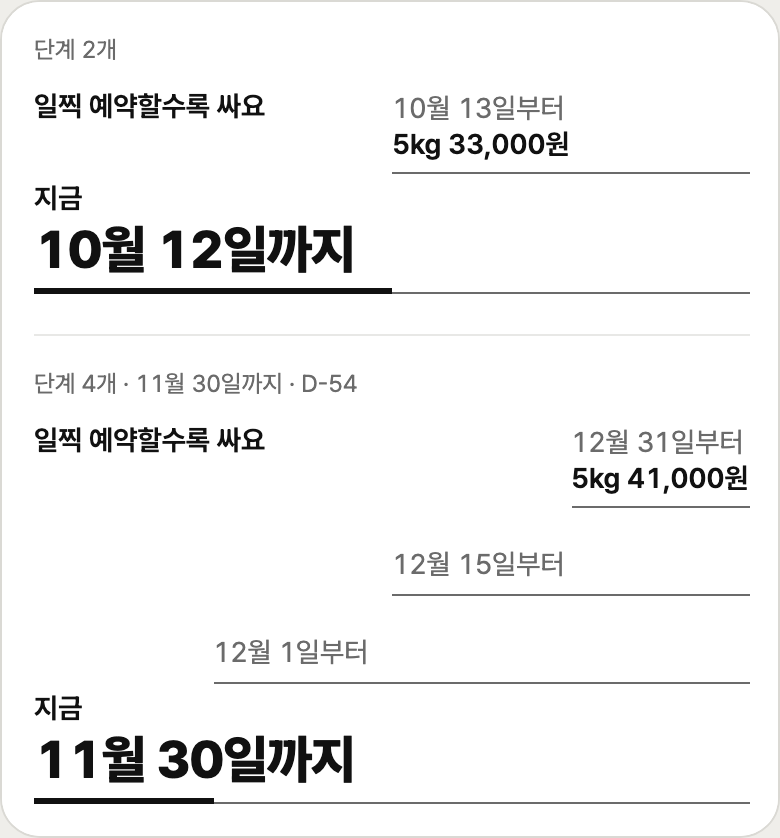 단계 2개
일찍 예약할수록 싸요
10월 13일부터
5kg 33,000원
지금
10월 12일까지
단계 4개 · 11월 30일까지 · D-54
일찍 예약할수록 싸요
12월 31일부터
5kg 41,000원
12월 15일부터
12월 1일부터
지금
11월 30일까지